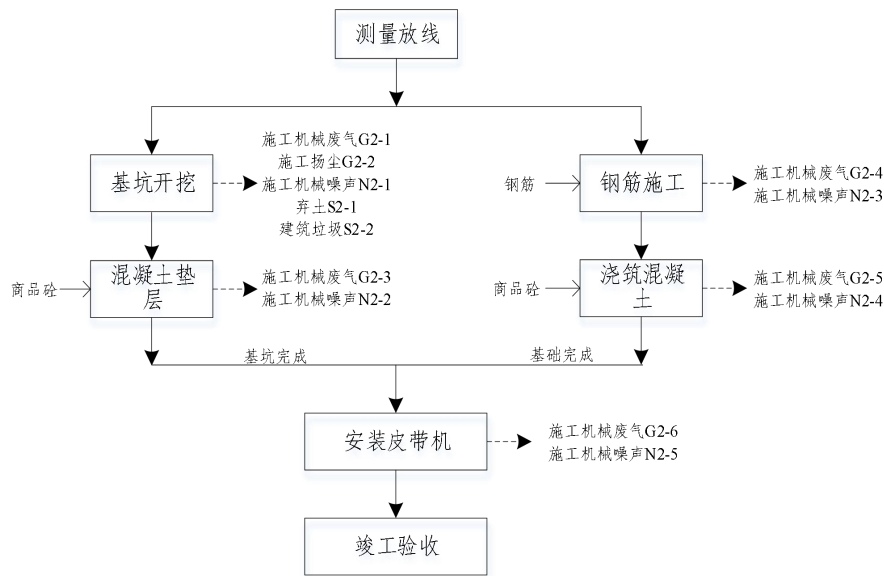 测量放线
施工机械废气G2-1
施工扬尘G2-2
基坑开挖
施工机械噪声N2-1
弃土S2-1
建筑垃圾S2-2
钢筋
钢筋施工
施工机械废气G2-4
施工机械噪声N2-3
商品砼
混凝土垫
层
施工机械废气G2-3
施工机械噪声N2-2
商品砼
浇筑混凝
土
施工机械废气G2-5
施工机械噪声N2-4
基坑完成
基础完成
安装皮带机
施工机械废气G2-6
施工机械噪声N2-5
竣工验收